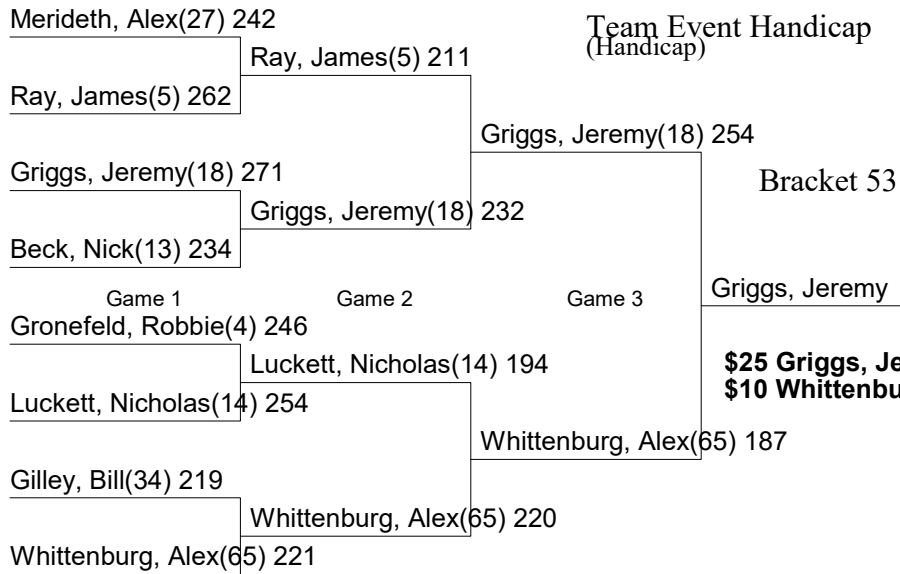 Merideth, Alex(27) 242
Team Event Handicap
(Handicap)
Ray, James(5) 211
Ray, James(5) 262
Griggs, Jeremy(18) 254
Griggs, Jeremy(18) 271
Bracket 53
Griggs, Jeremy(18) 232
Beck, Nick(13) 234
Game 1
Game 2
Game 3
Griggs, Jeremy
Gronefeld, Robbie(4) 246
Luckett, Nicholas(14) 194
$25 Griggs, Je
$10 Whittenbu
Luckett, Nicholas(14) 254
Whittenburg, Alex(65) 187
Gilley, Bill(34) 219
Whittenburg, Alex(65) 220
Whittenburg, Alex(65) 221